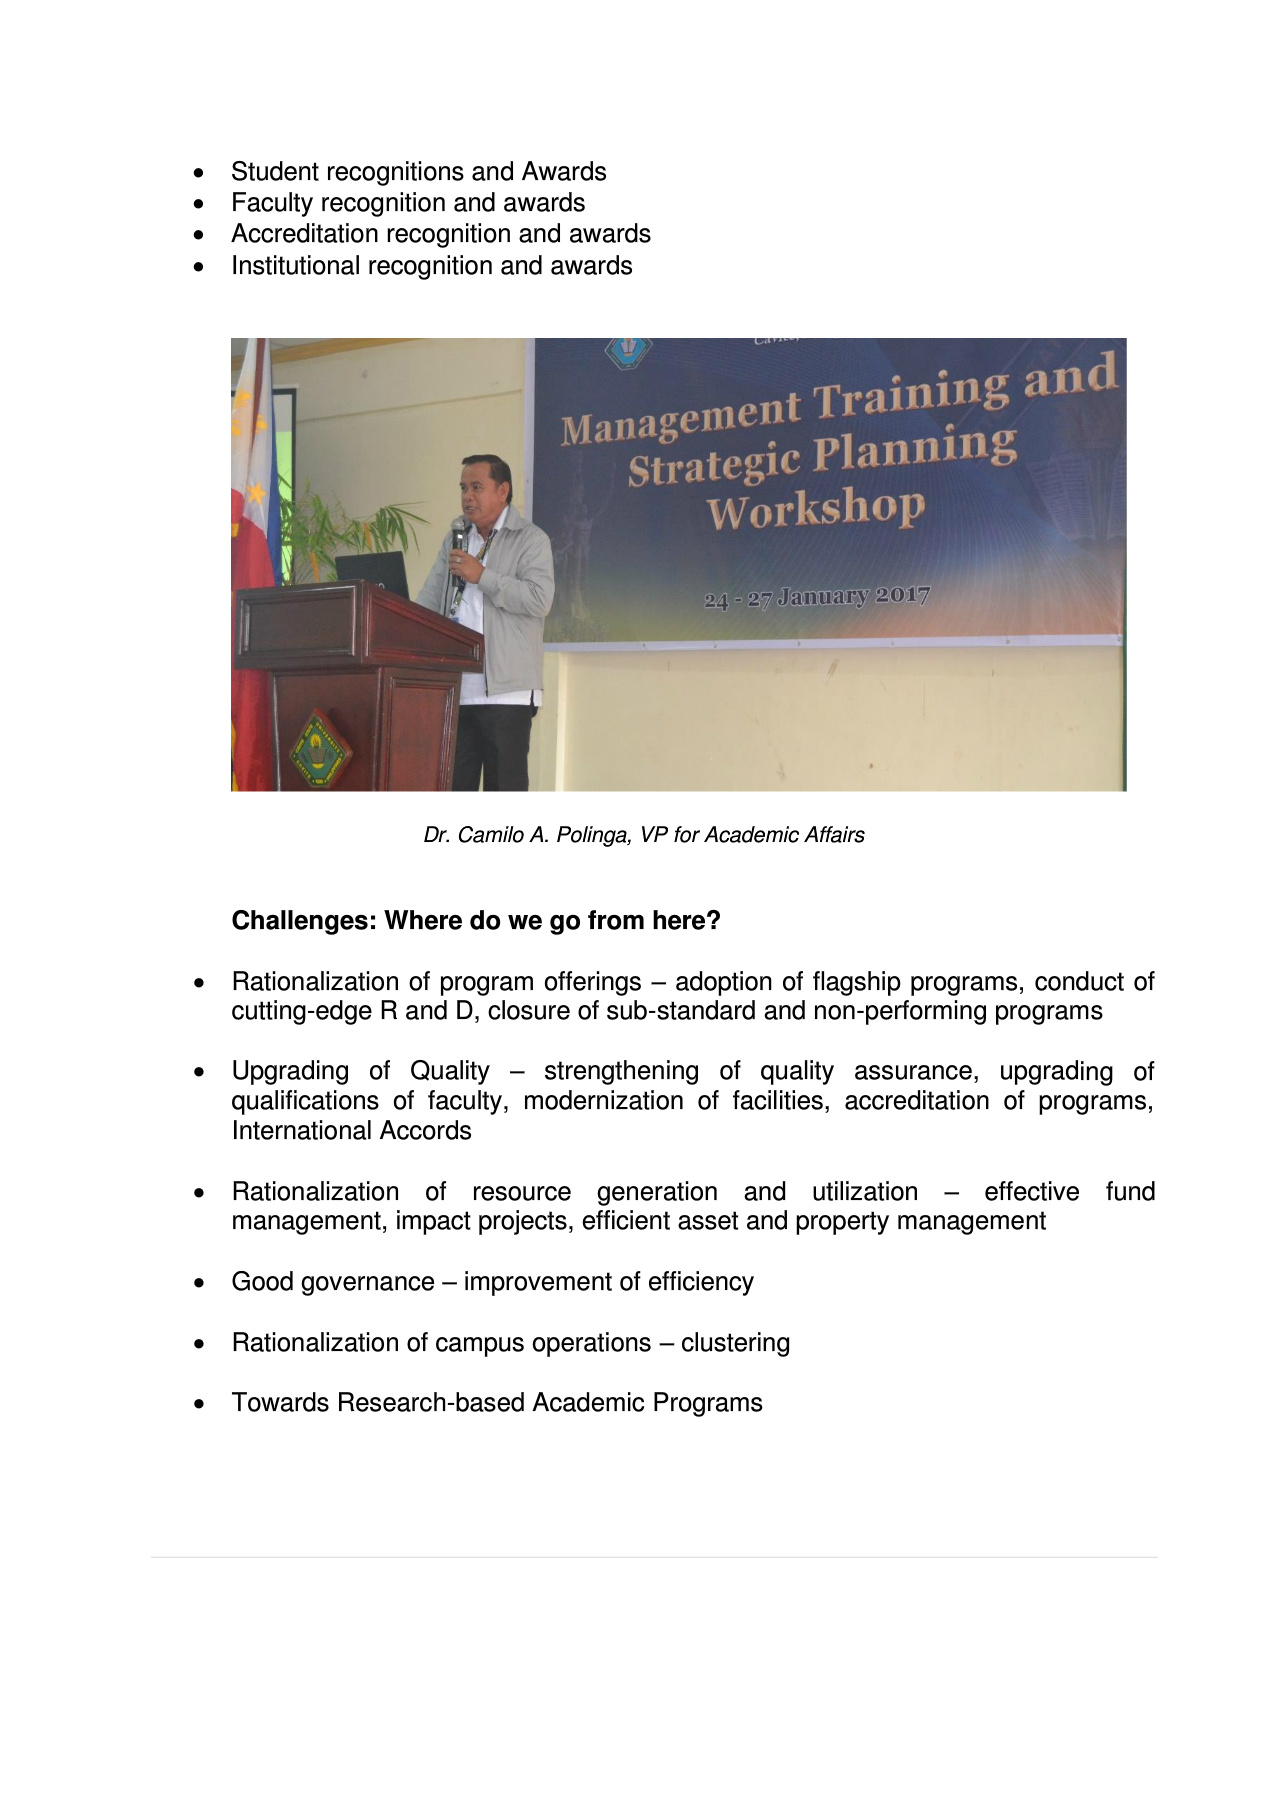 • Student recognitions and Awards
• Faculty recognition and awards
• Accreditation recognition and awards
• Institutional recognition and awards
Management Training and
Strategic Planning
Workshop
24 - 27 January 2017
Dr. Camilo A. Polinga, VP for Academic Affairs
Challenges: Where do we go from here?
• Rationalization of program offerings – adoption of flagship programs, conduct of
cutting-edge R and D, closure of sub-standard and non-performing programs
• Upgrading of Quality – strengthening of quality assurance, upgrading of
qualifications of faculty, modernization of facilities, accreditation of programs,
International Accords
• Rationalization of resource generation and utilization – effective fund
management, impact projects, efficient asset and property management
• Good governance – improvement of efficiency
• Rationalization of campus operations – clustering
• Towards Research-based Academic Programs